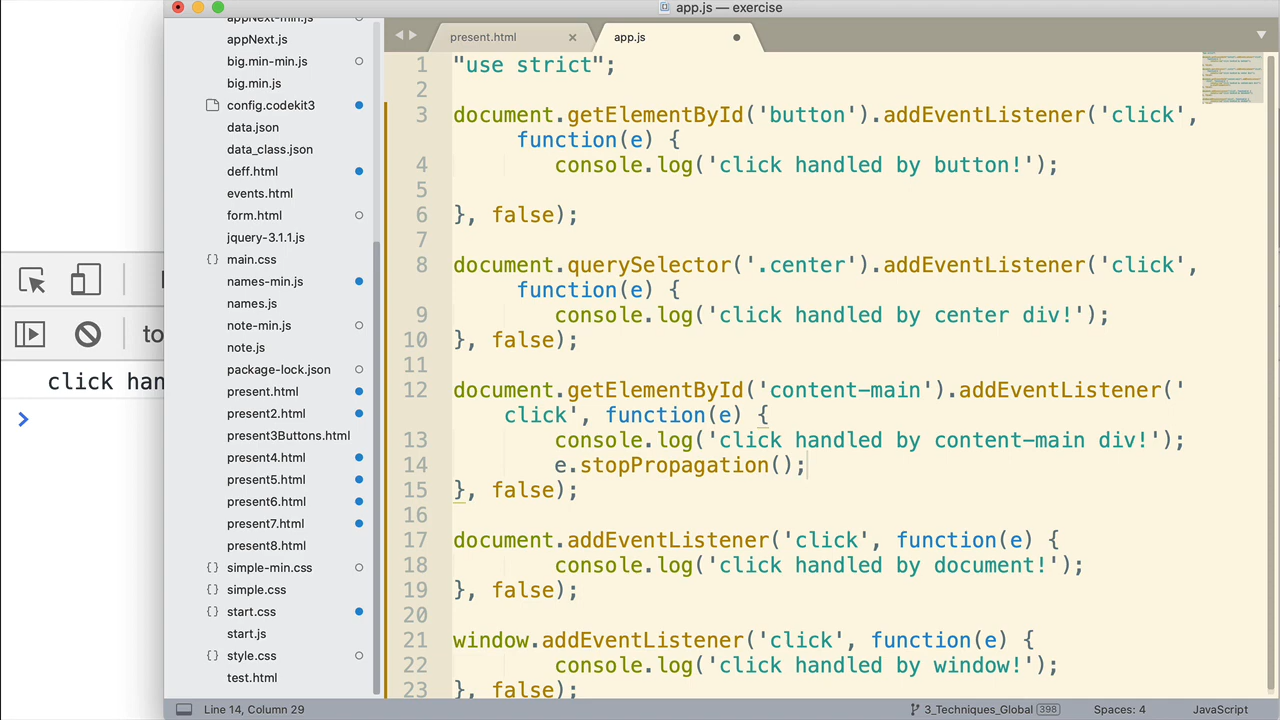 app.js — exercise
appNext-min.js
appNext.js
big.min-min.js
big.min.js
config.codekit3
data.json
data_class.json
deff.html
events.html
form.html
jquery-3.1.1.js
{} main.css
names-min.js
names.js
note-min.js
note.js
package-lock.json
present.html
present2.html
present3Buttons.html
present4.html
present5.html
present6.html
present7.html
present8.html
{} simple-min.css
{} simple.css
{} start.css
start.js
{} style.css
test.html
to
click han
>
present.html ×
app.js
1 "use strict";
2
3 document.getElementById('button').addEventListener('click',
function(e) {
4 console.log('click handled by button!');
5
6 }, false);
7
8 document.querySelector('.center').addEventListener('click',
function(e) {
9 console.log('click handled by center div!');
10 }, false);
11
12 document.getElementById('content-main').addEventListener('
click', function(e) {
13 console.log('click handled by content-main div!');
14 e.stopPropagation();
15 }, false);
16
17 document.addEventListener('click', function(e) {
18 console.log('click handled by document!');
19 }, false);
20
21 window.addEventListener('click', function(e) {
22 console.log('click handled by window!');
23 }, false);
Line 14, Column 29
3_Techniques_Global 398
Spaces: 4
JavaScript